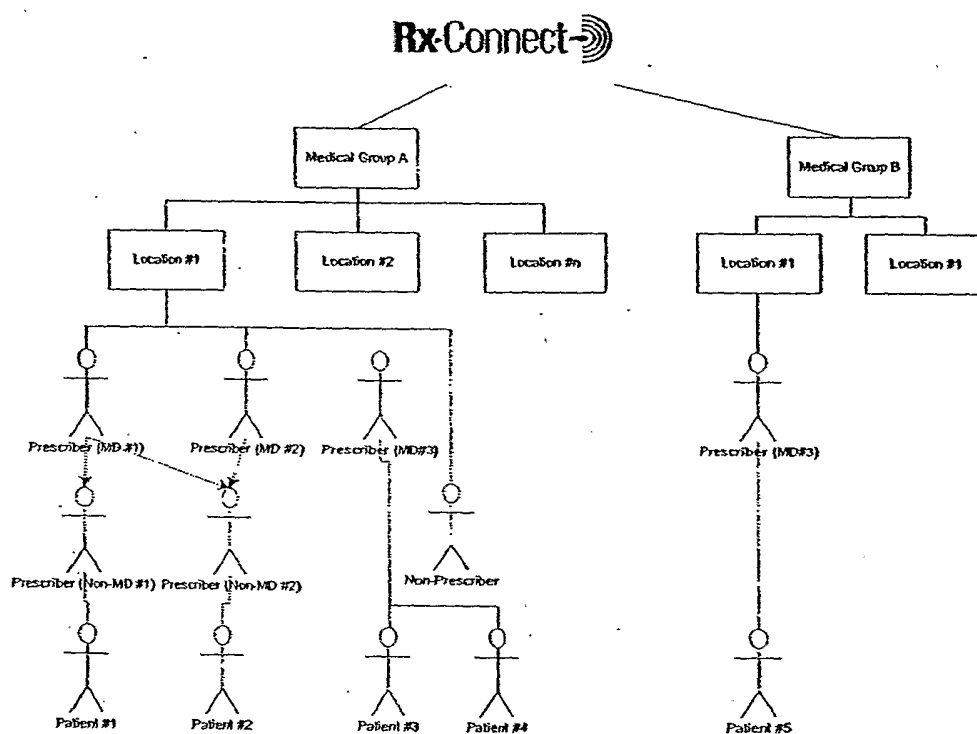 Rx-Connect
Medical Group A
Medical Group B
Location #1
Location #2
Location #n
Location #1
Location #1
Prescriber (MD #1)
Prescriber (MD #2)
Prescriber (MD#3)
Prescriber (MD#3)
Prescriber (Non-MD #1)
Prescriber (Non-MD #2)
Non-Prescriber
Patient #1
Patient #2
Patient #3
Patient #4
Patient #5